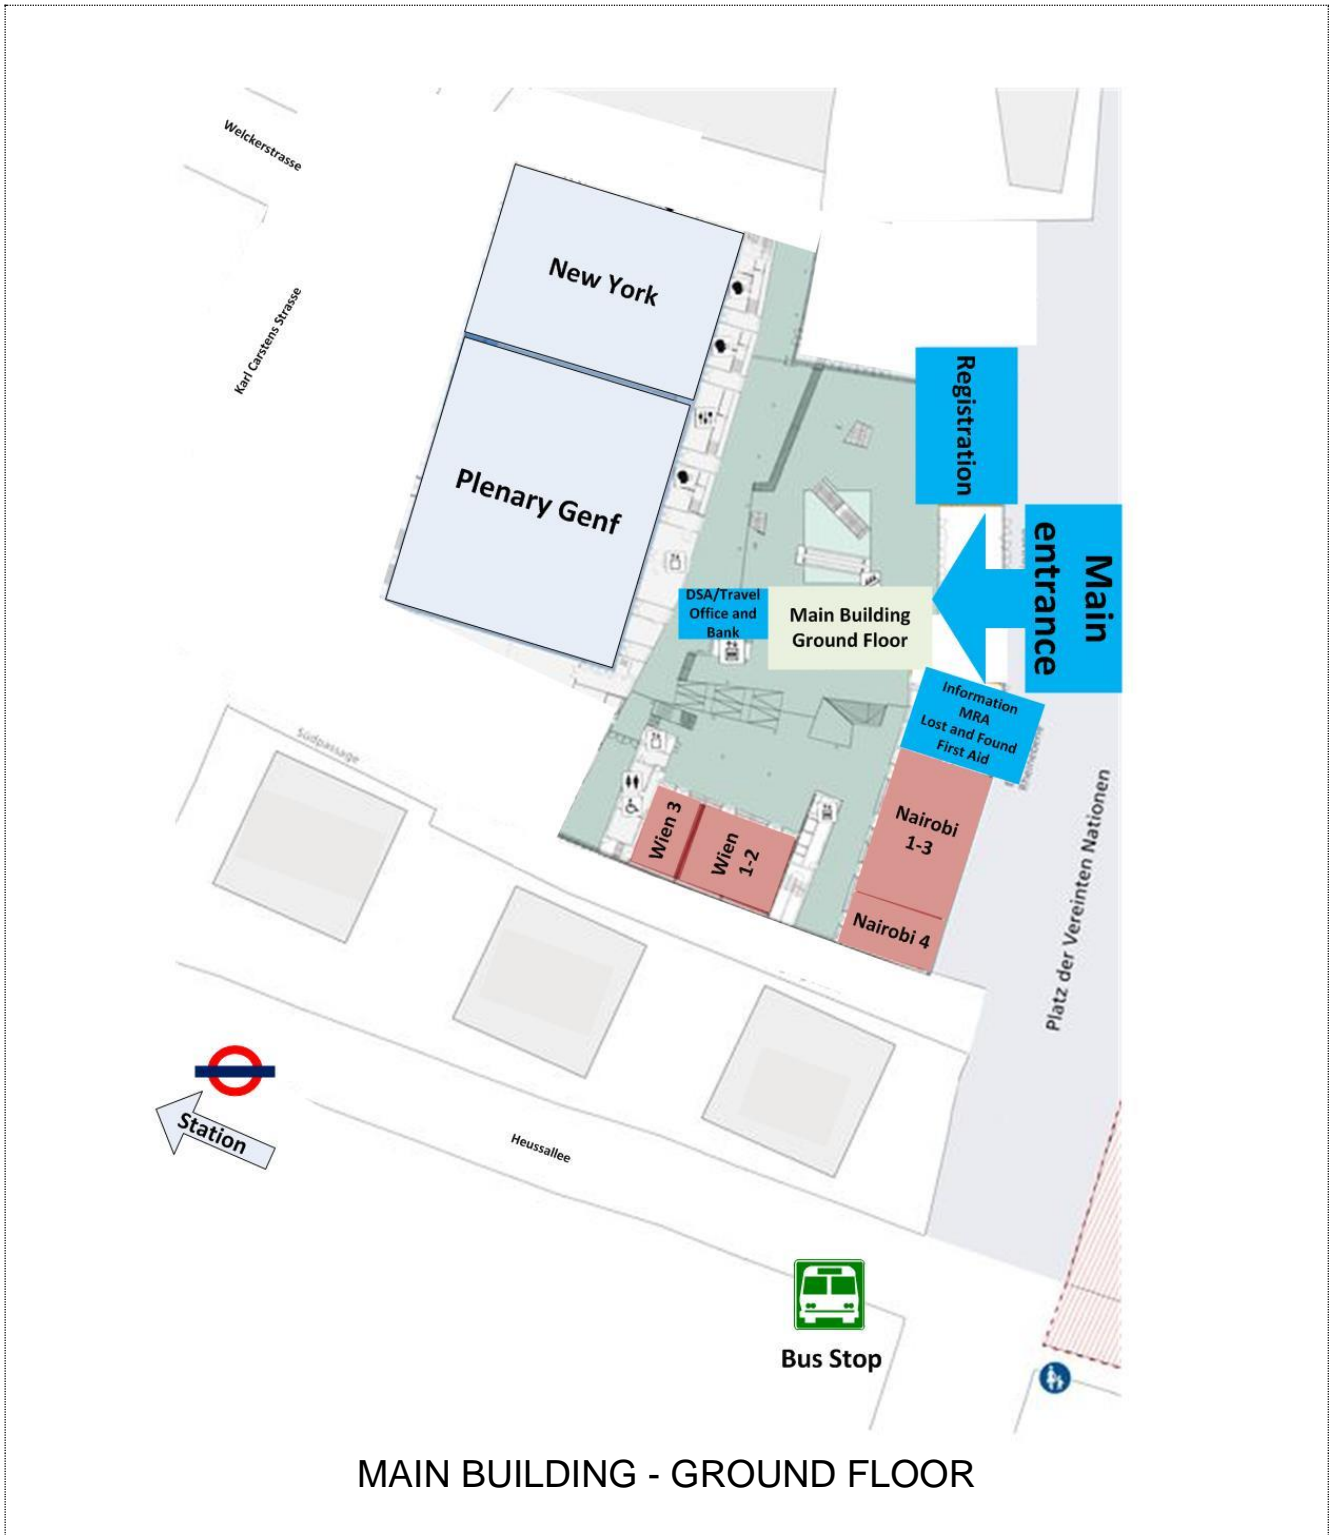 Welckerstrasse
Karl Carstens Strasse
New York
Plenary Genf
Registration
Main
entrance
DSA/Travel
Office and
Bank
Main Building
Ground Floor
Information
MRA
Lost and Found
First Aid
Südpassage
Wien 3
Wien
1-2
Nairobi
1-3
Nairobi 4
Platz der Vereinten Nationen
Station
Heussallee
Bus Stop
MAIN BUILDING - GROUND FLOOR